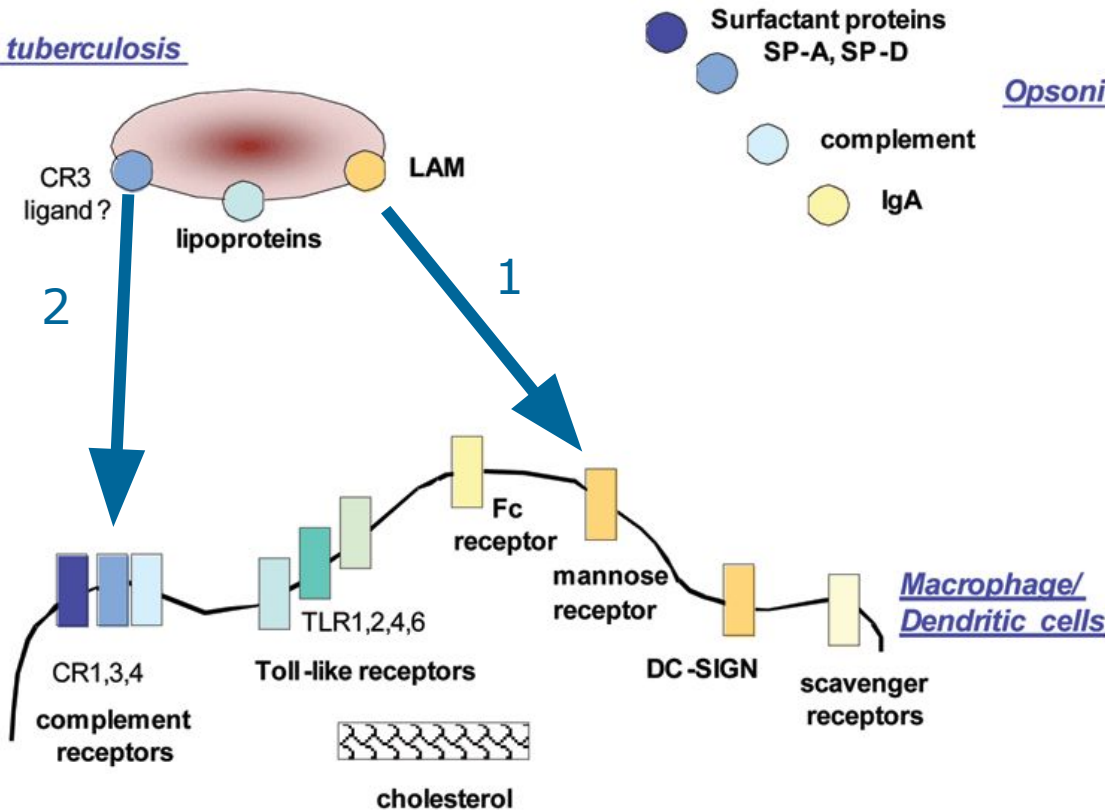 tuberculosis
Surfactant proteins
SP-A, SP-D
Opsoni
complement
IgA
CR3
ligand ?
LAM
lipoproteins
2
1
Fc
receptor
mannose
receptor
Macrophage/
Dendritic cells
TLR1,2,4,6
Toll-like receptors
DC-SIGN
scavenger
receptors
CR1,3,4
complement
receptors
cholesterol